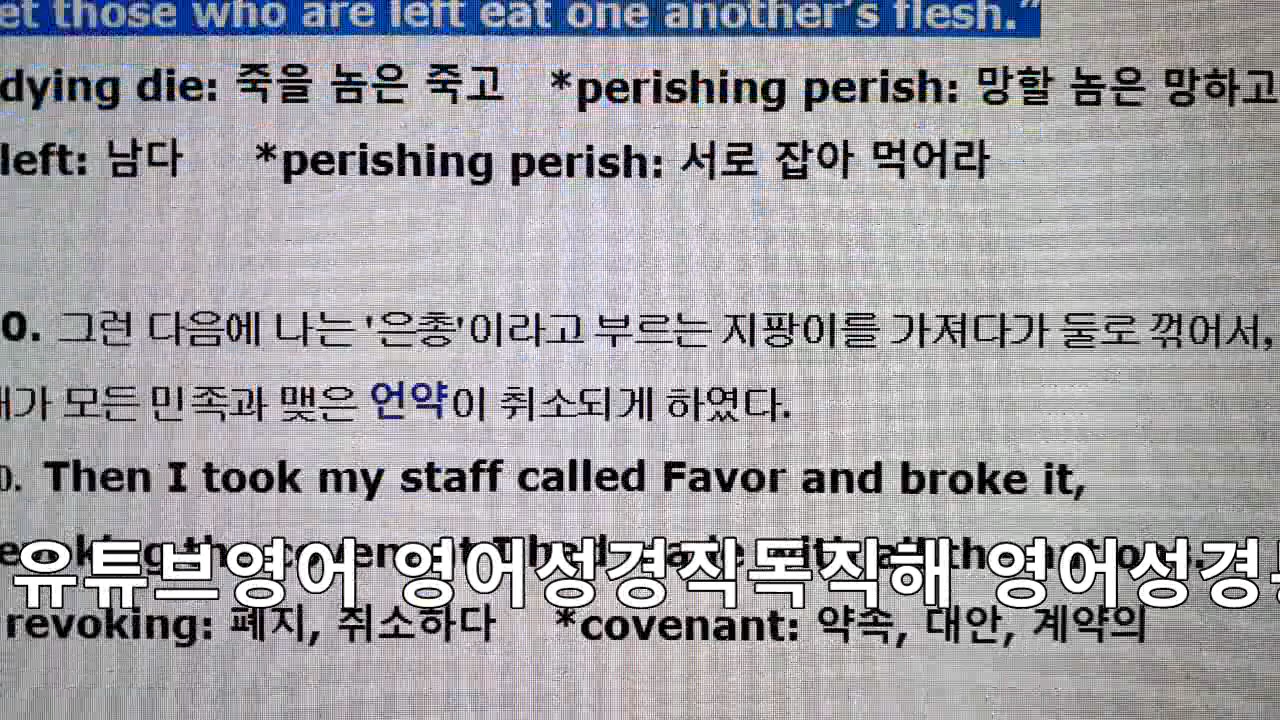 et those who are left eat one another's flesh.”
dying die: 죽을 놈은 죽고 *perishing perish: 망할 놈은 망하고
left: 남다 *perishing perish: 서로 잡아 먹어라
0. 그런 다음에 나는 '은총'이라고 부르는 지팡이를 가져다가 둘로 꺾어서,
내가 모든 민족과 맺은 언약이 취소되게 하였다.
0. Then I took my staff called Favor and broke it,
유튜브영어 영어성경직독직해 영어성경
revoking: 폐지, 취소하다 *covenant: 약속, 대안, 계약의